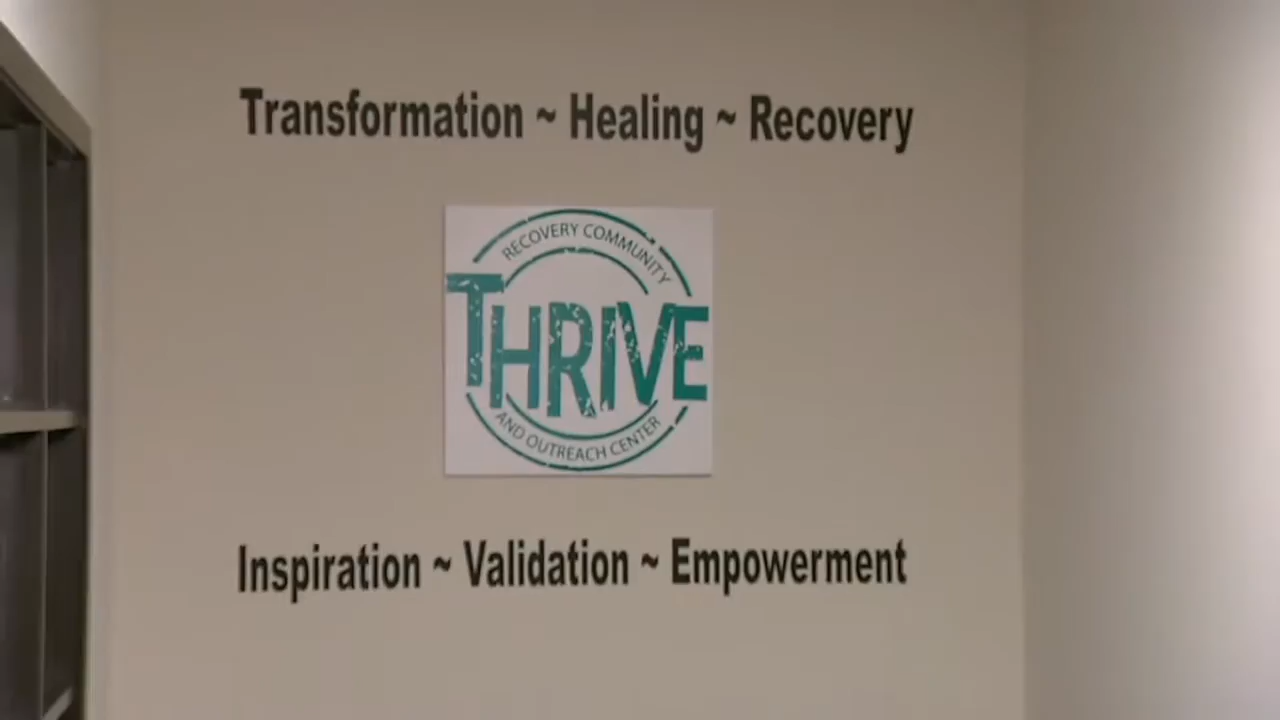 Transformation ~ Healing ~ Recovery
RECOVERY COMMUNITY
THRIVE
AND OUTREACH CENTER
Inspiration ~ Validation ~ Empowerment